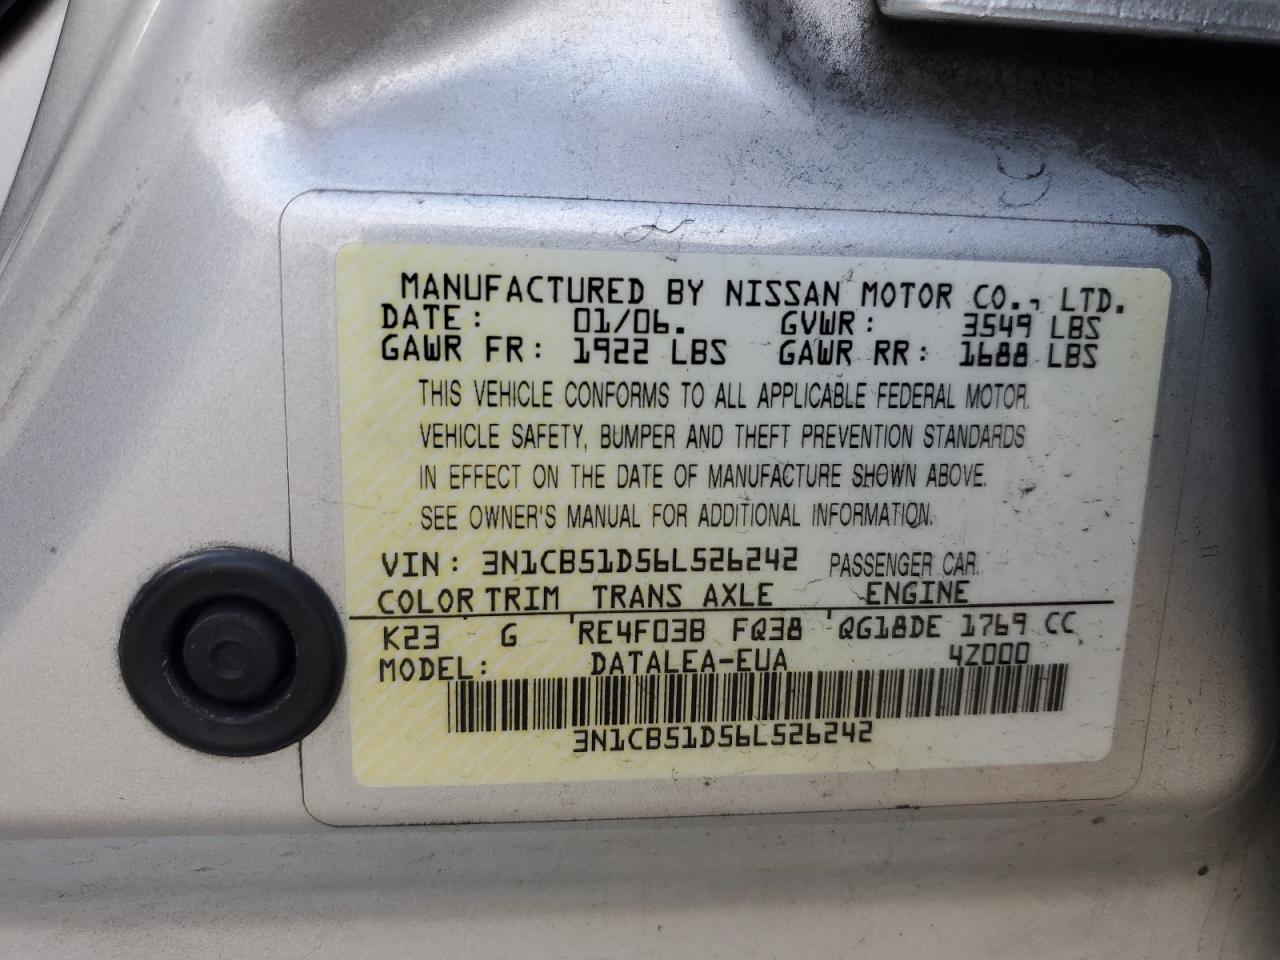 MANUFACTURED BY NISSAN MOTOR CO., LTD.
DATE: 01/06. GVWR: 3549 LBS
GAWR FR: 1922 LBS GAWR RR: 1688 LBS
THIS VEHICLE CONFORMS TO ALL APPLICABLE FEDERAL MOTOR
VEHICLE SAFETY, BUMPER AND THEFT PREVENTION STANDARDS
IN EFFECT ON THE DATE OF MANUFACTURE SHOWN ABOVE.
SEE OWNER'S MANUAL FOR ADDITIONAL INFORMATION.
VIN: 3N1CB51D56L526242 PASSENGER CAR
COLOR TRIM TRANS AXLE ENGINE
K23 G RE4F03B FQ38 QG18DE 1769 CC
MODEL: DATALEA-EUA 4Z000
3N1CB51D56L526242